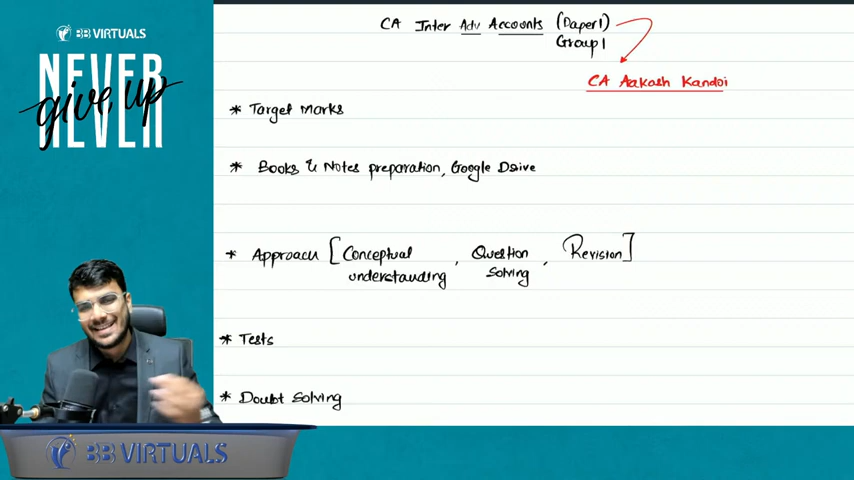 BB VIRTUALS
NEVER
give up
NEVER
CA Inter Adv Accounts (Paper 1)
Group 1
CA Aakash Kandoi
* Target Marks
* Books & Notes preparation, Google Drive
* Approach [Conceptual understanding, Question solving, Revision]
* Tests
* Doubt Solving
BB VIRTUALS